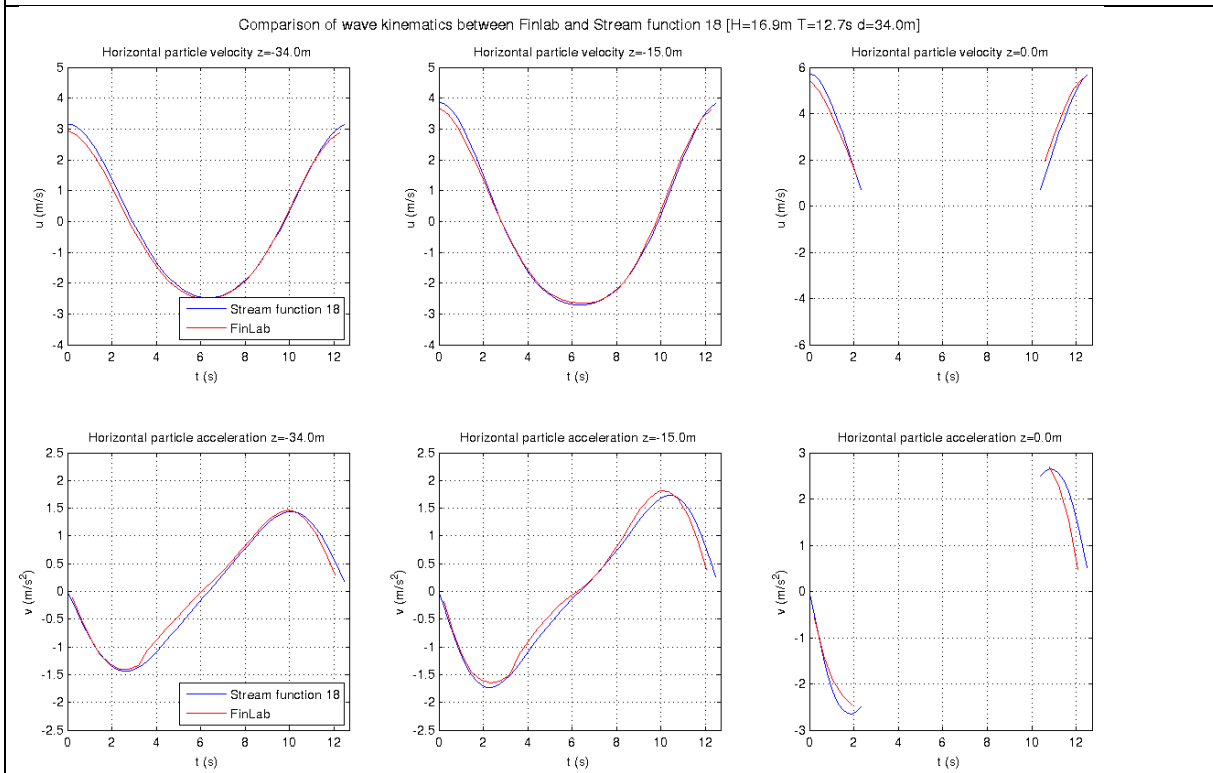 Comparison of wave kinematics between Finlab and Stream function 18 [H=16.9m T=12.7s d=34.0m]
Horizontal particle velocity z=-34.0m
5
4
3
2
1
0
-1
-2
-3
-4
u (m/s)
Stream function 18
FinLab
0 2 4 6 8 10 12
t (s)
Horizontal particle velocity z=-15.0m
5
4
3
2
1
0
-1
-2
-3
-4
u (m/s)
0 2 4 6 8 10 12
t (s)
Horizontal particle velocity z=0.0m
6
4
2
0
-2
-4
-6
u (m/s)
0 2 4 6 8 10 12
t (s)
Horizontal particle acceleration z=-34.0m
2.5
2
1.5
1
0.5
0
-0.5
-1
-1.5
-2
-2.5
v (m/s²)
Stream function 18
FinLab
0 2 4 6 8 10 12
t (s)
Horizontal particle acceleration z=-15.0m
2.5
2
1.5
1
0.5
0
-0.5
-1
-1.5
-2
-2.5
v (m/s²)
0 2 4 6 8 10 12
t (s)
Horizontal particle acceleration z=0.0m
3
2
1
0
-1
-2
-3
v (m/s²)
0 2 4 6 8 10 12
t (s)